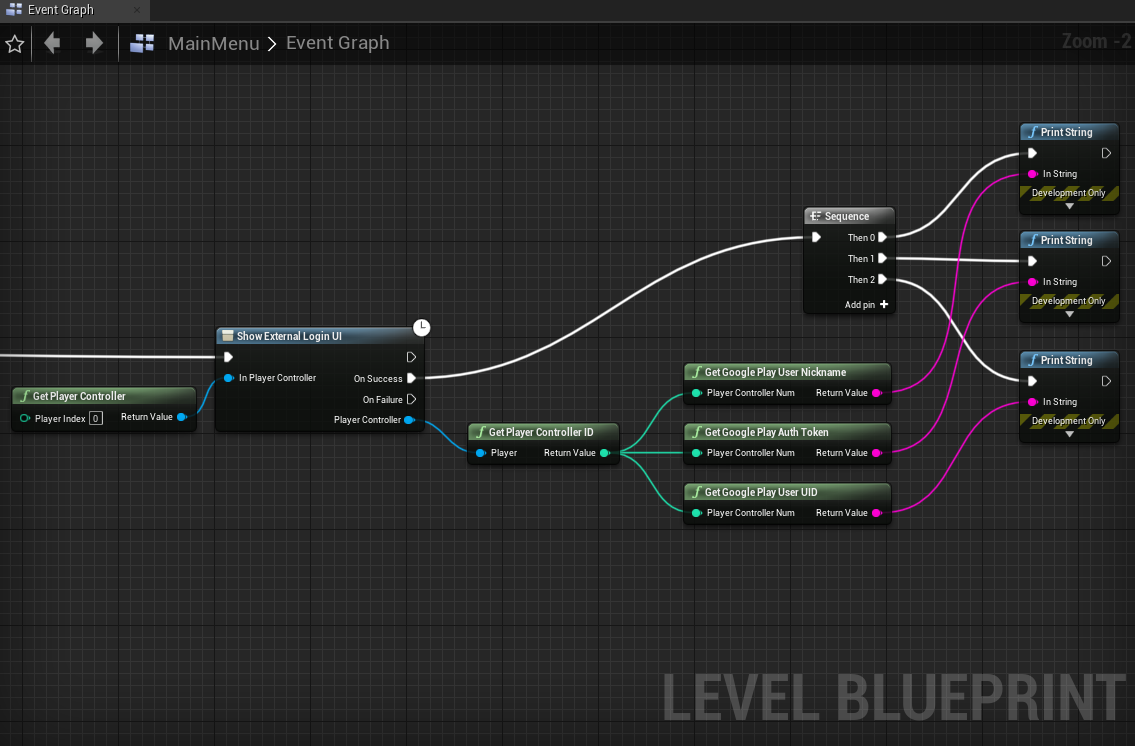 Event Graph
MainMenu > Event Graph
Zoom -2
Print String
In String
Development Only
Sequence
Then 0
Then 1
Then 2
Add pin
Print String
In String
Development Only
Show External Login UI
In Player Controller
On Success
On Failure
Player Controller
Get Player Controller
Player Index 0
Return Value
Get Google Play User Nickname
Player Controller Num Return Value
Print String
In String
Development Only
Get Player Controller ID
Player Return Value
Get Google Play Auth Token
Player Controller Num Return Value
Get Google Play User UID
Player Controller Num Return Value
LEVEL BLUEPRINT